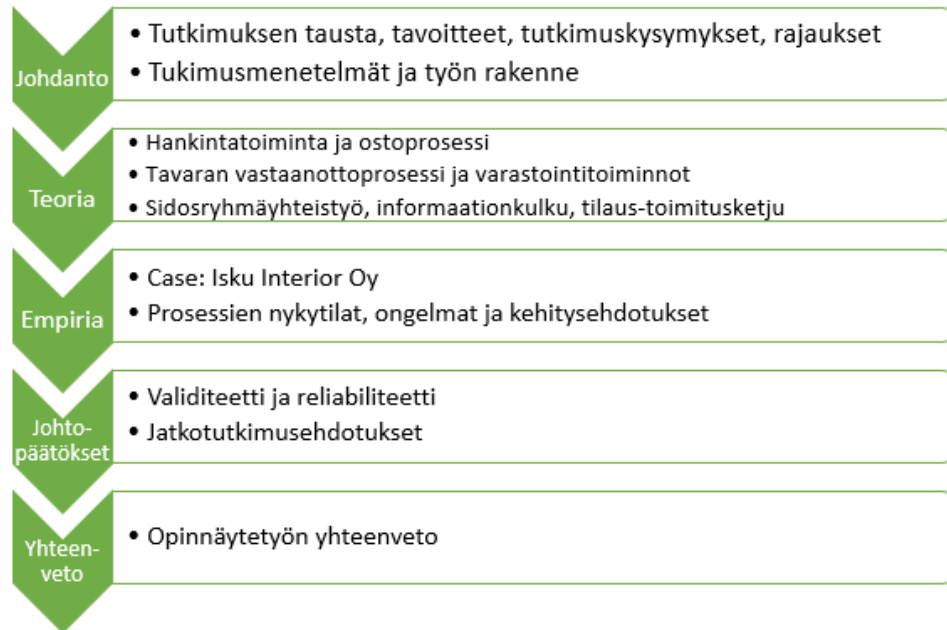 Johdanto
• Tutkimuksen tausta, tavoitteet, tutkimuskysymykset, rajaukset
• Tukimusmenetelmät ja työn rakenne
Teoria
• Hankintatoiminta ja ostoprosessi
• Tavaran vastaanottoprosessi ja varastointitoiminnot
• Sidosryhmäyhteistyö, informaationkulku, tilaus-toimitusketju
Empiria
• Case: Isku Interior Oy
• Prosessien nykytilat, ongelmat ja kehitysehdotukset
Johto-
päätökset
• Validiteetti ja reliabiliteetti
• Jatkotutkimusehdotukset
Yhteen-
veto
• Opinnäytetyön yhteenveto